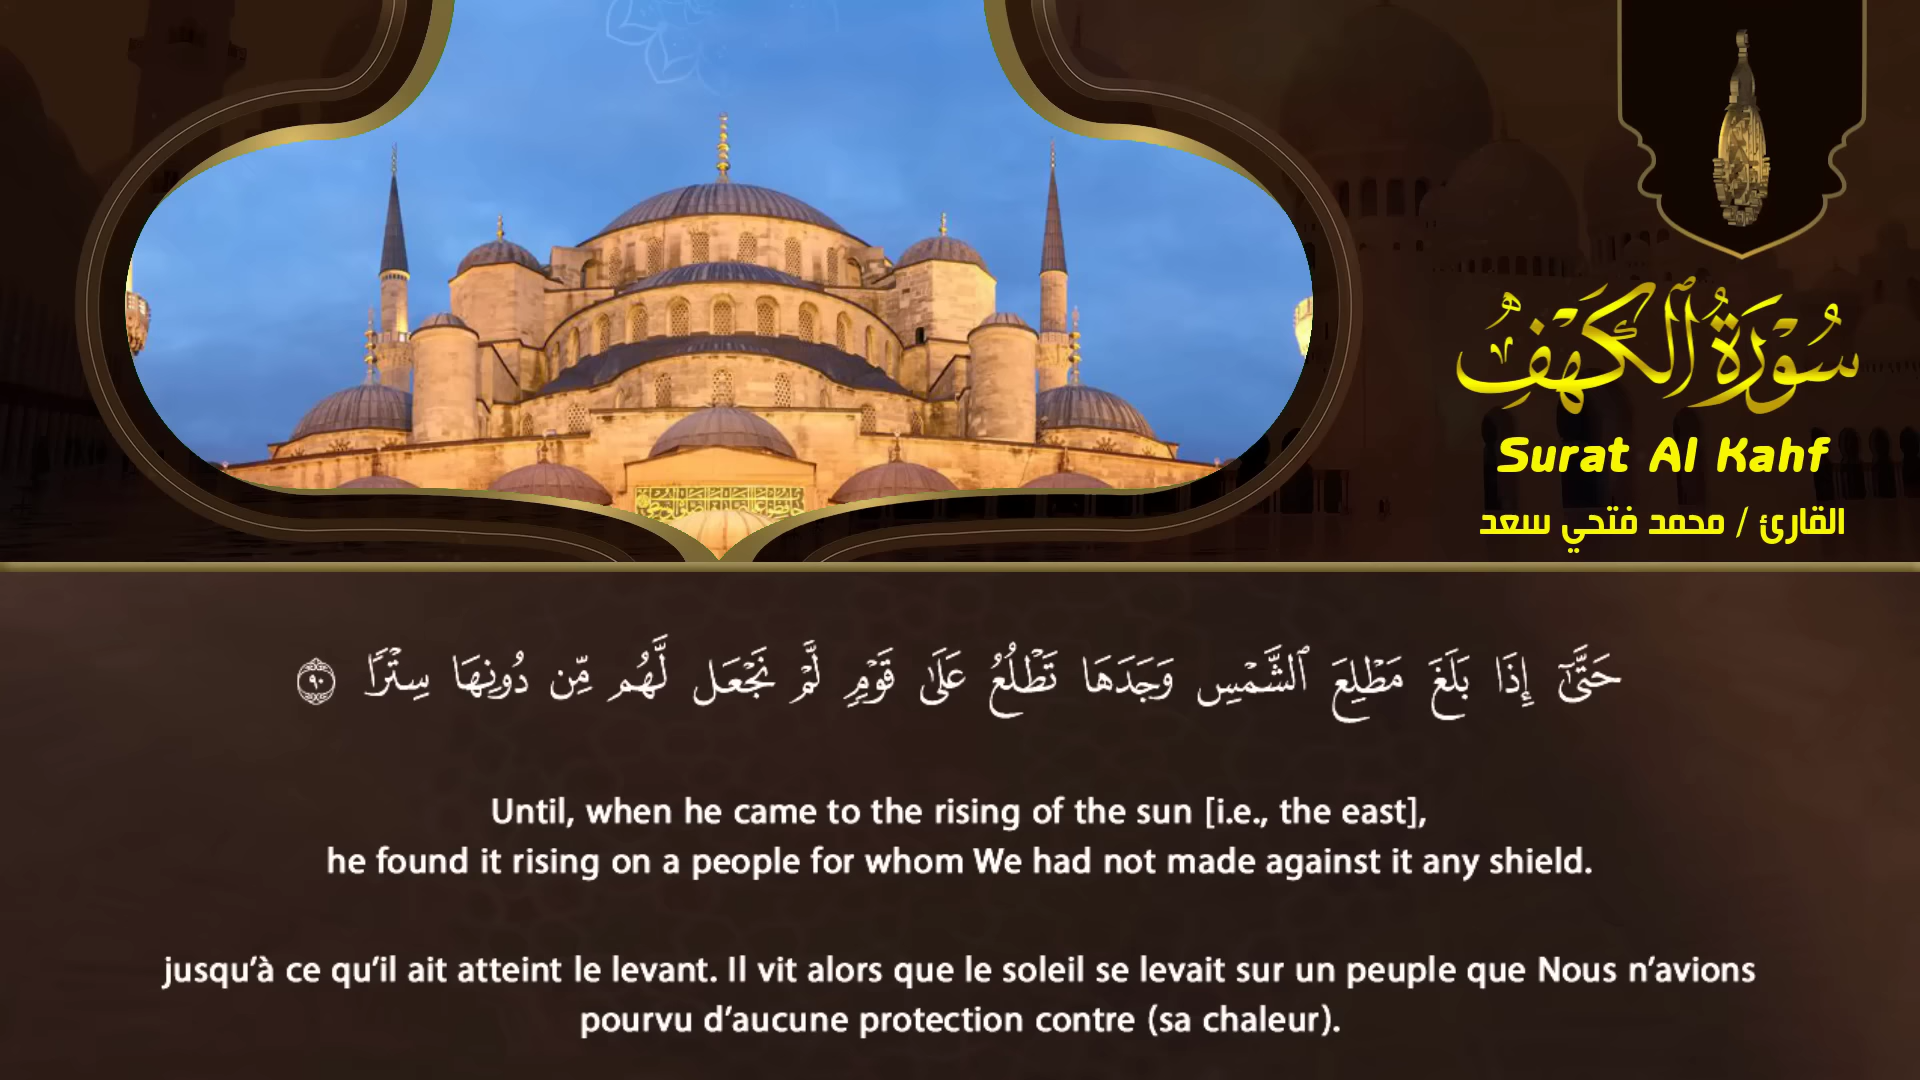 سُورَةُ ٱلْكَهْفِ
Surat Al Kahf
القارئ / محمد فتحي سعد
حَتَّىٰٓ إِذَا بَلَغَ مَطْلِعَ ٱلشَّمْسِ وَجَدَهَا تَطْلُعُ عَلَىٰ قَوْمٍ لَّمْ نَجْعَل لَّهُم مِّن دُونِهَا سِتْرًا ٩٠
Until, when he came to the rising of the sun [i.e., the east],
he found it rising on a people for whom We had not made against it any shield.
jusqu’à ce qu’il ait atteint le levant. Il vit alors que le soleil se levait sur un peuple que Nous n’avions
pourvu d’aucune protection contre (sa chaleur).